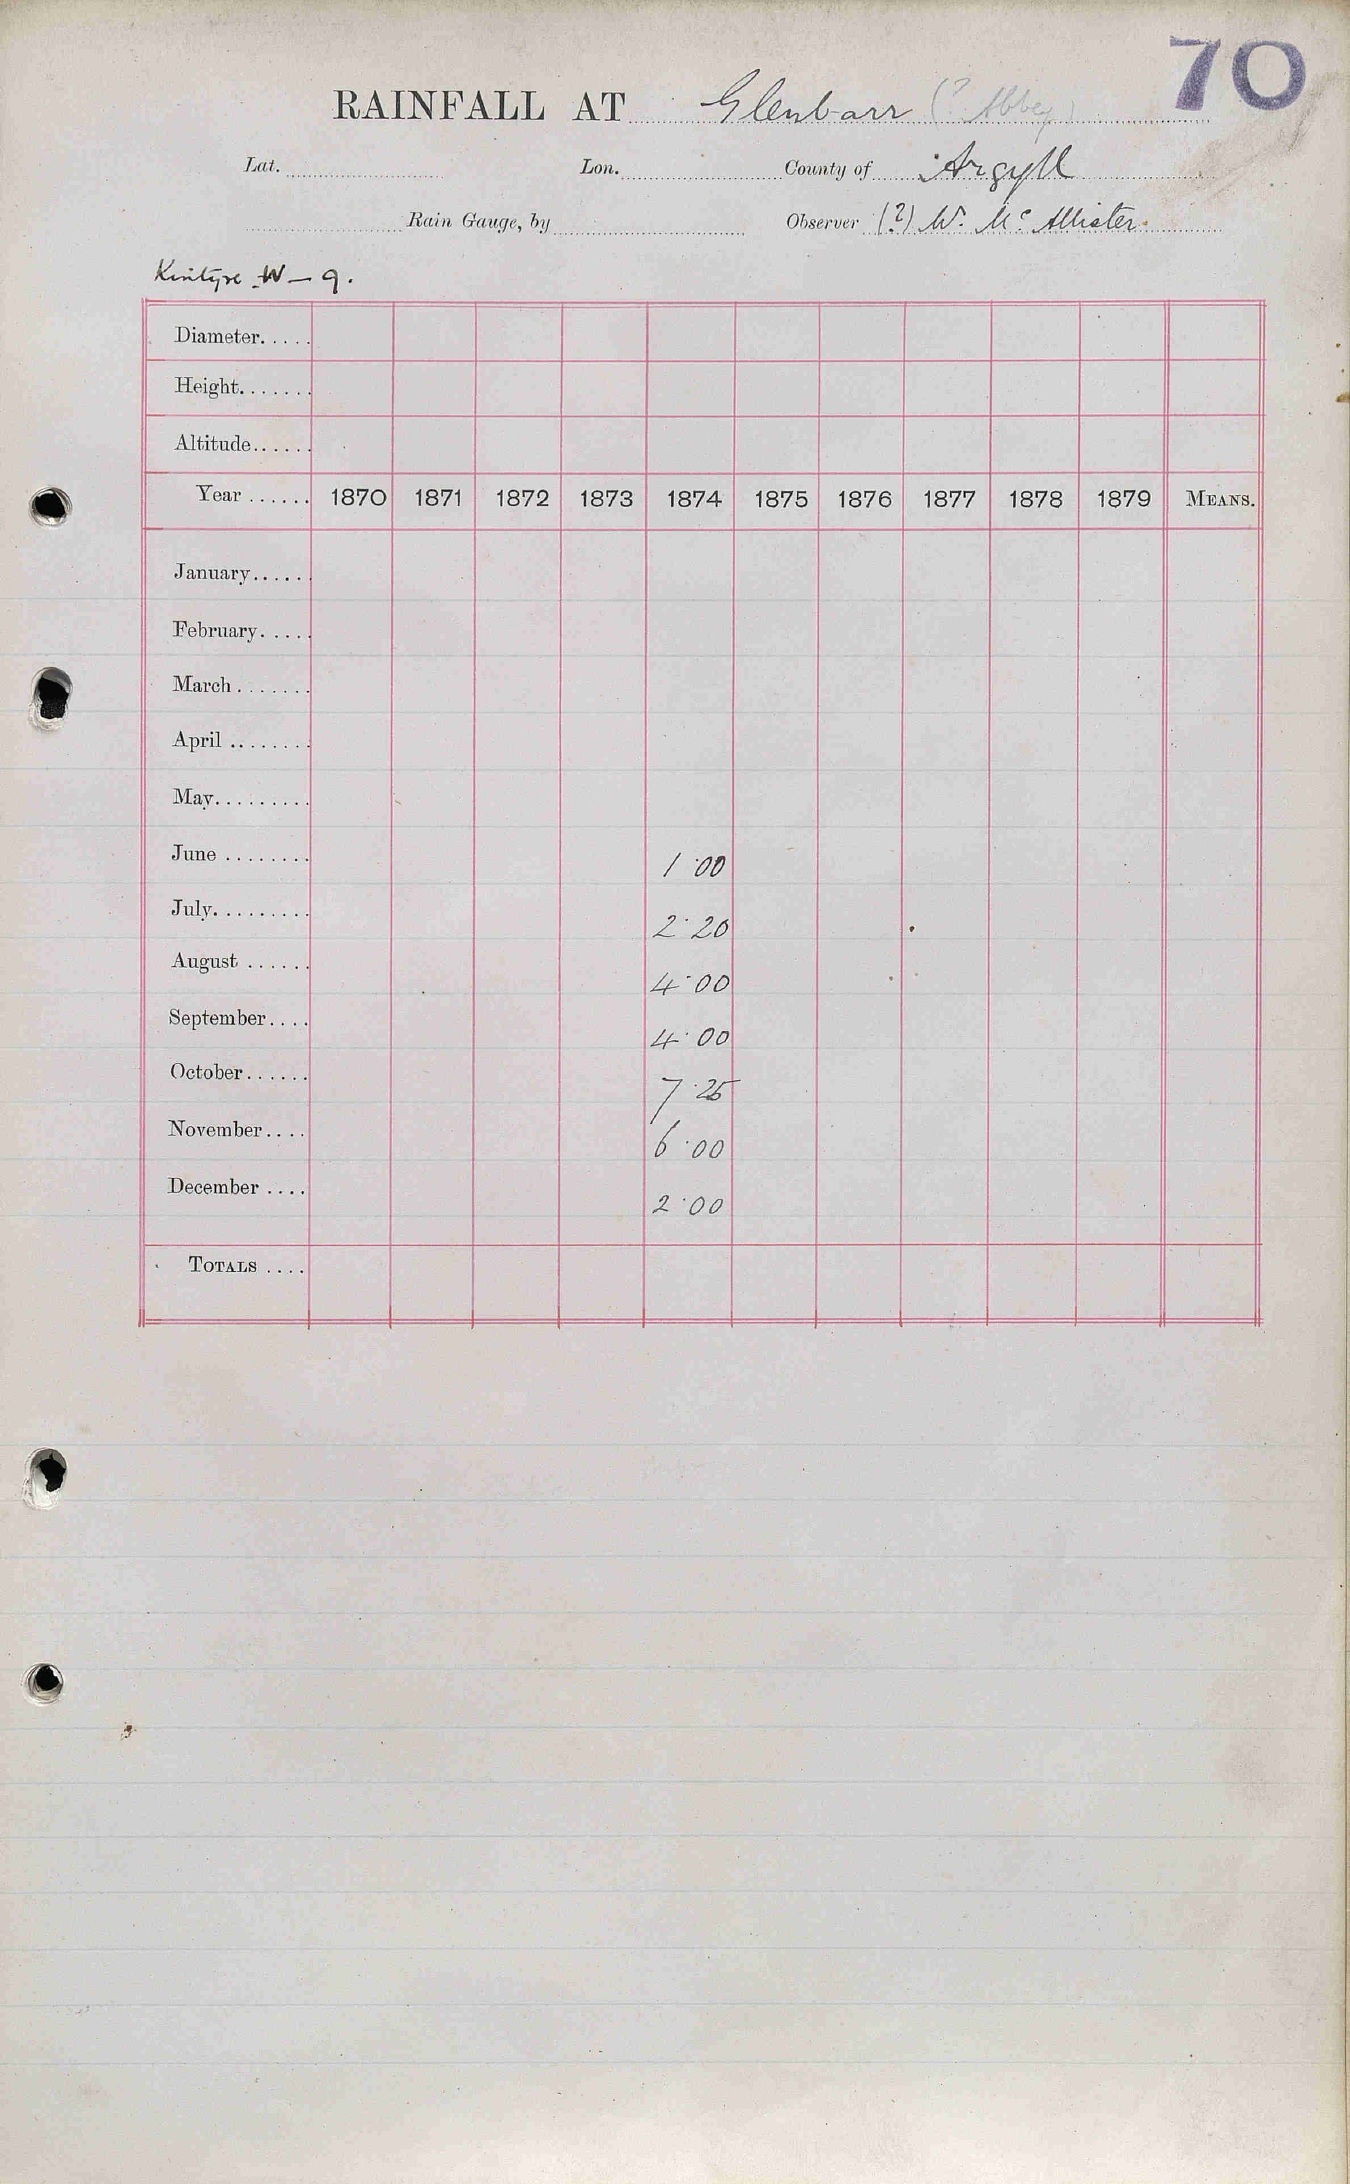 70
RAINFALL AT Glenbarr (? Abbey)
Lat. Lon. County of Argyll
Rain Gauge, by Observer (?) W. Mc Allister.
Kintyre W — 9.
Diameter.....
Height.......
Altitude......
Year ...... 1870 1871 1872 1873 1874 1875 1876 1877 1878 1879 MEANS.
January......
February.....
March .......
April ........
May.........
June ........ 1·00
July......... 2·20
August ...... 4·00
September.... 4·00
October...... 7·25
November.... 6·00
December .... 2·00
TOTALS ....